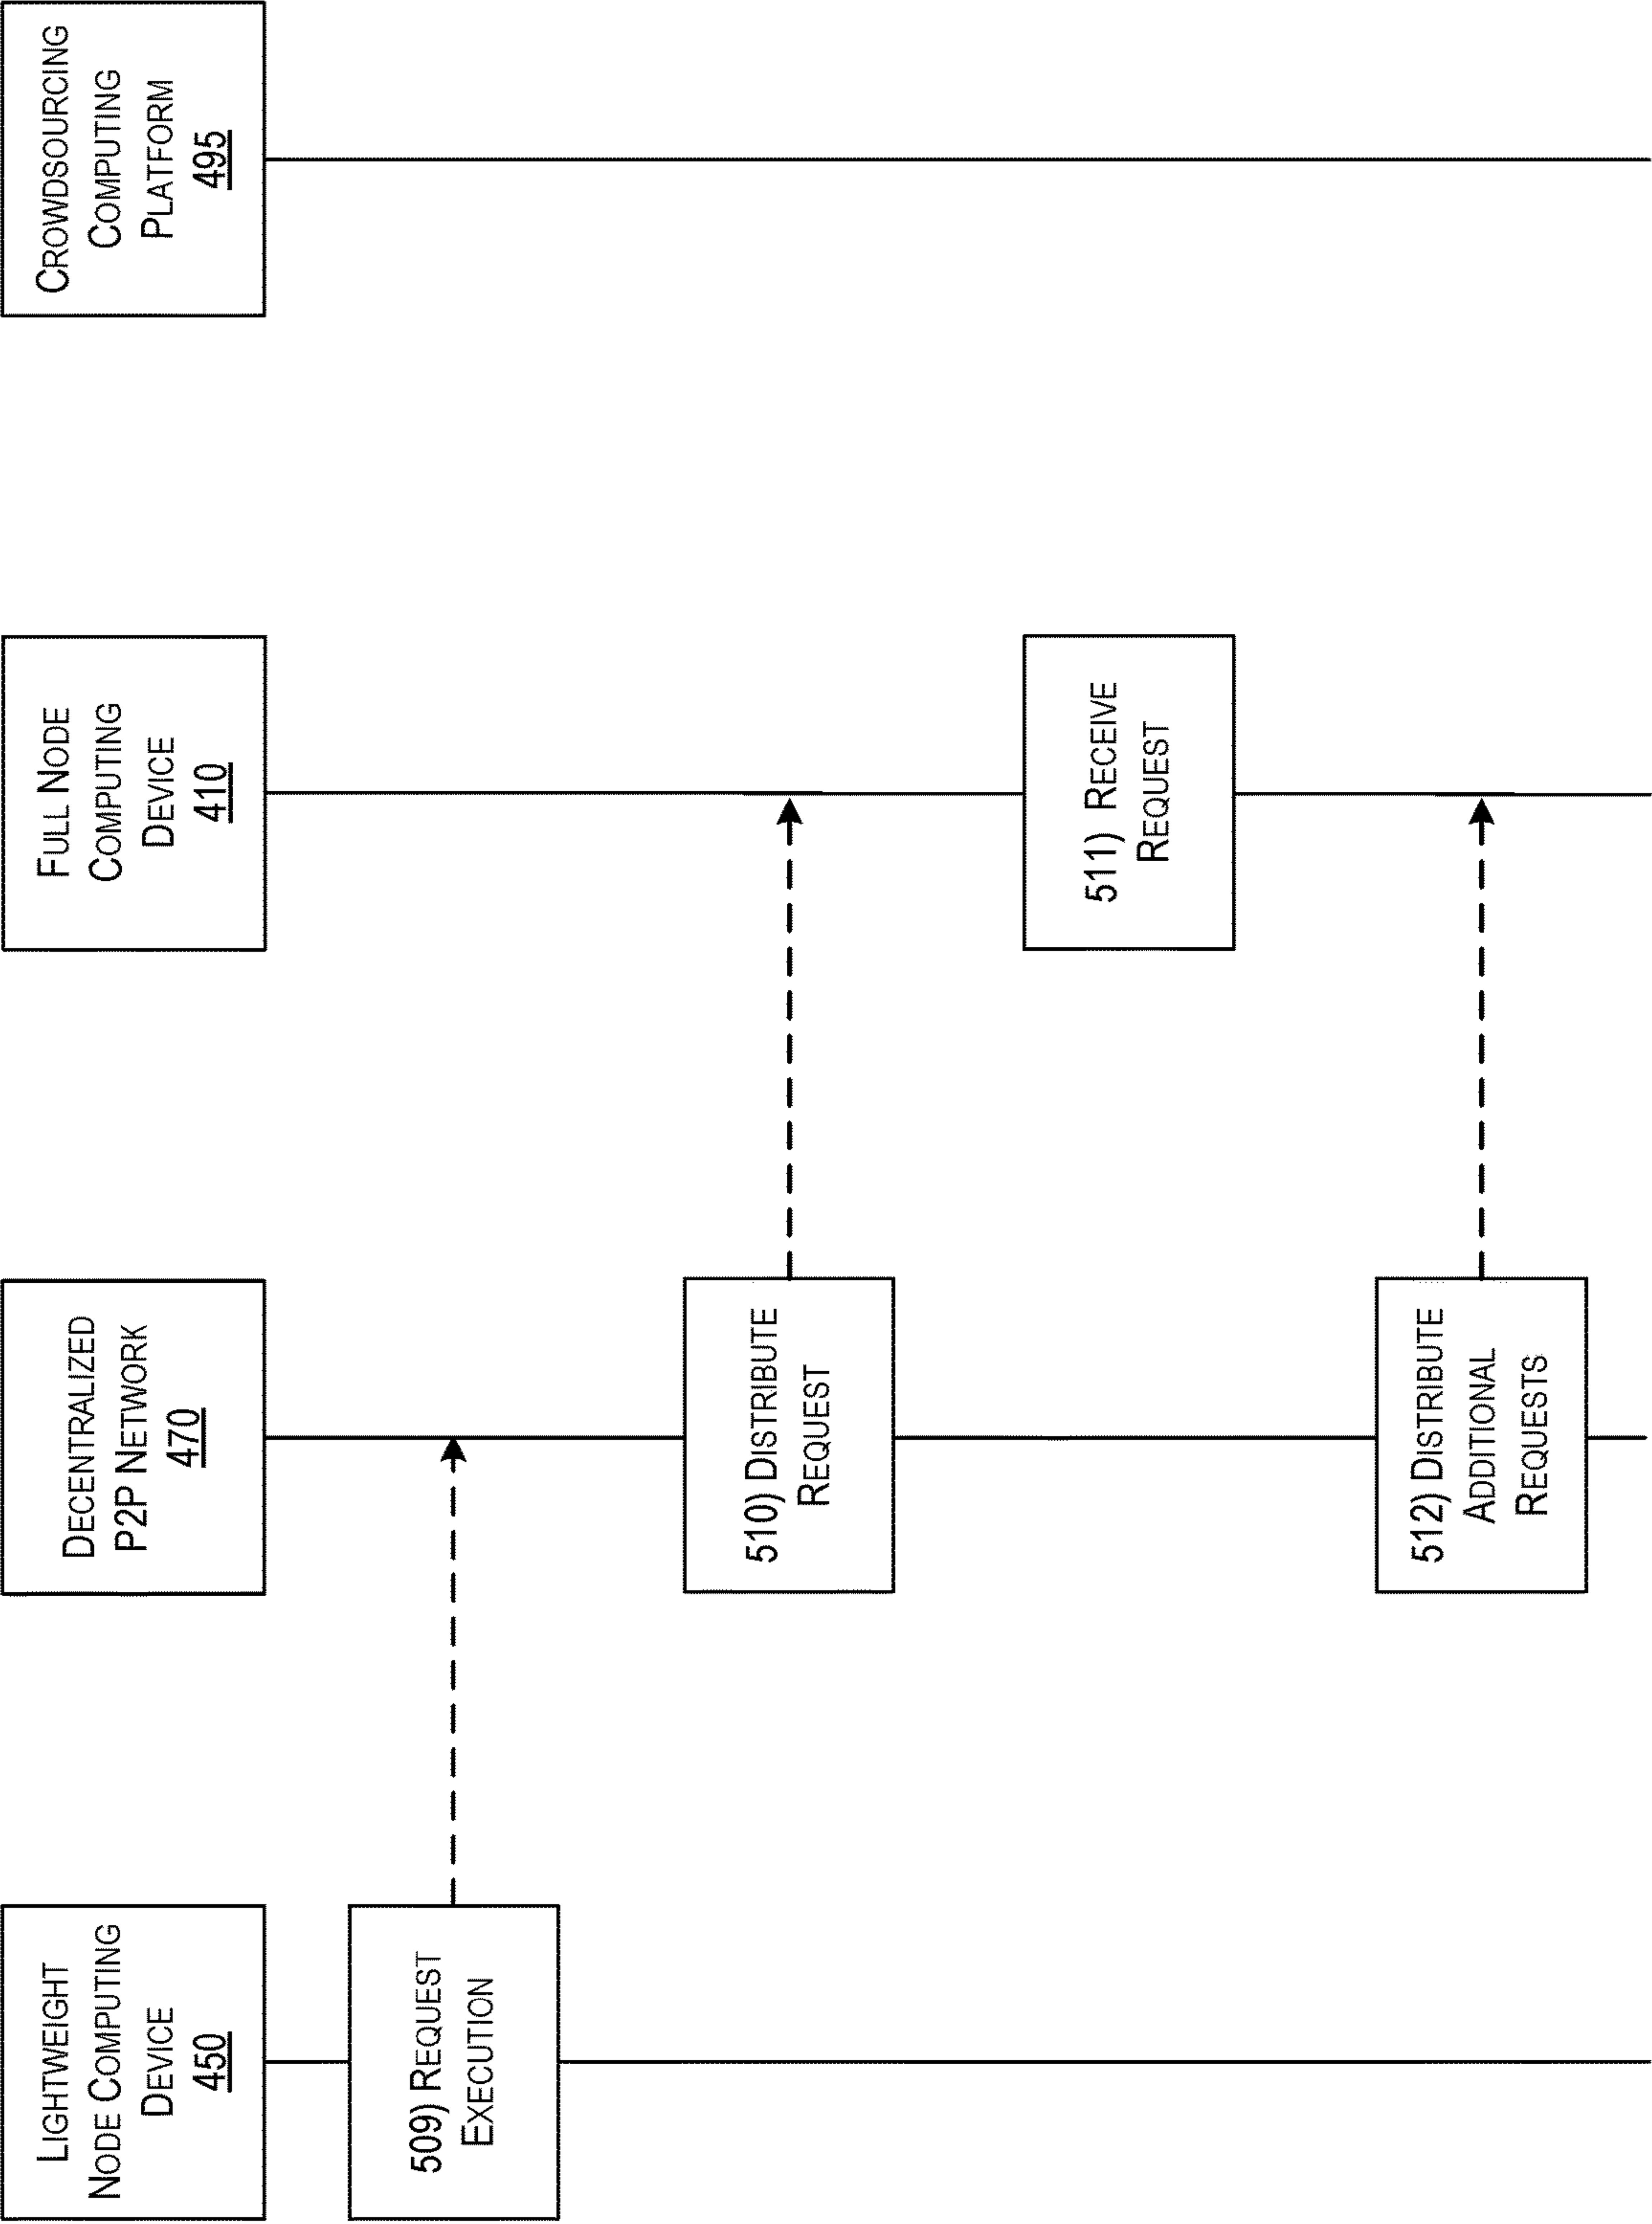 LIGHTWEIGHT
NODE COMPUTING
DEVICE
450
DECENTRALIZED
P2P NETWORK
470
FULL NODE
COMPUTING
DEVICE
410
CROWDSOURCING
COMPUTING
PLATFORM
495
509) REQUEST
EXECUTION
510) DISTRIBUTE
REQUEST
511) RECEIVE
REQUEST
512) DISTRIBUTE
ADDITIONAL
REQUESTS